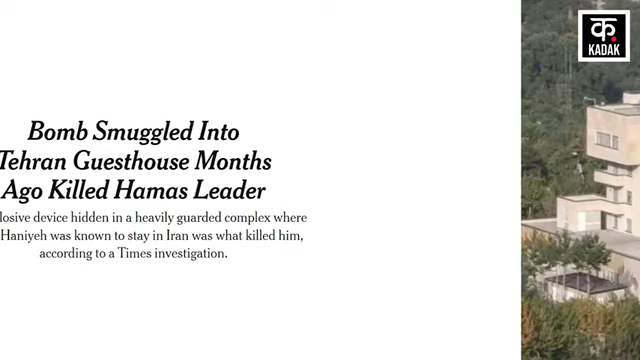 क
KADAK
Bomb Smuggled Into
Tehran Guesthouse Months
Ago Killed Hamas Leader
losive device hidden in a heavily guarded complex where
Haniyeh was known to stay in Iran was what killed him,
according to a Times investigation.